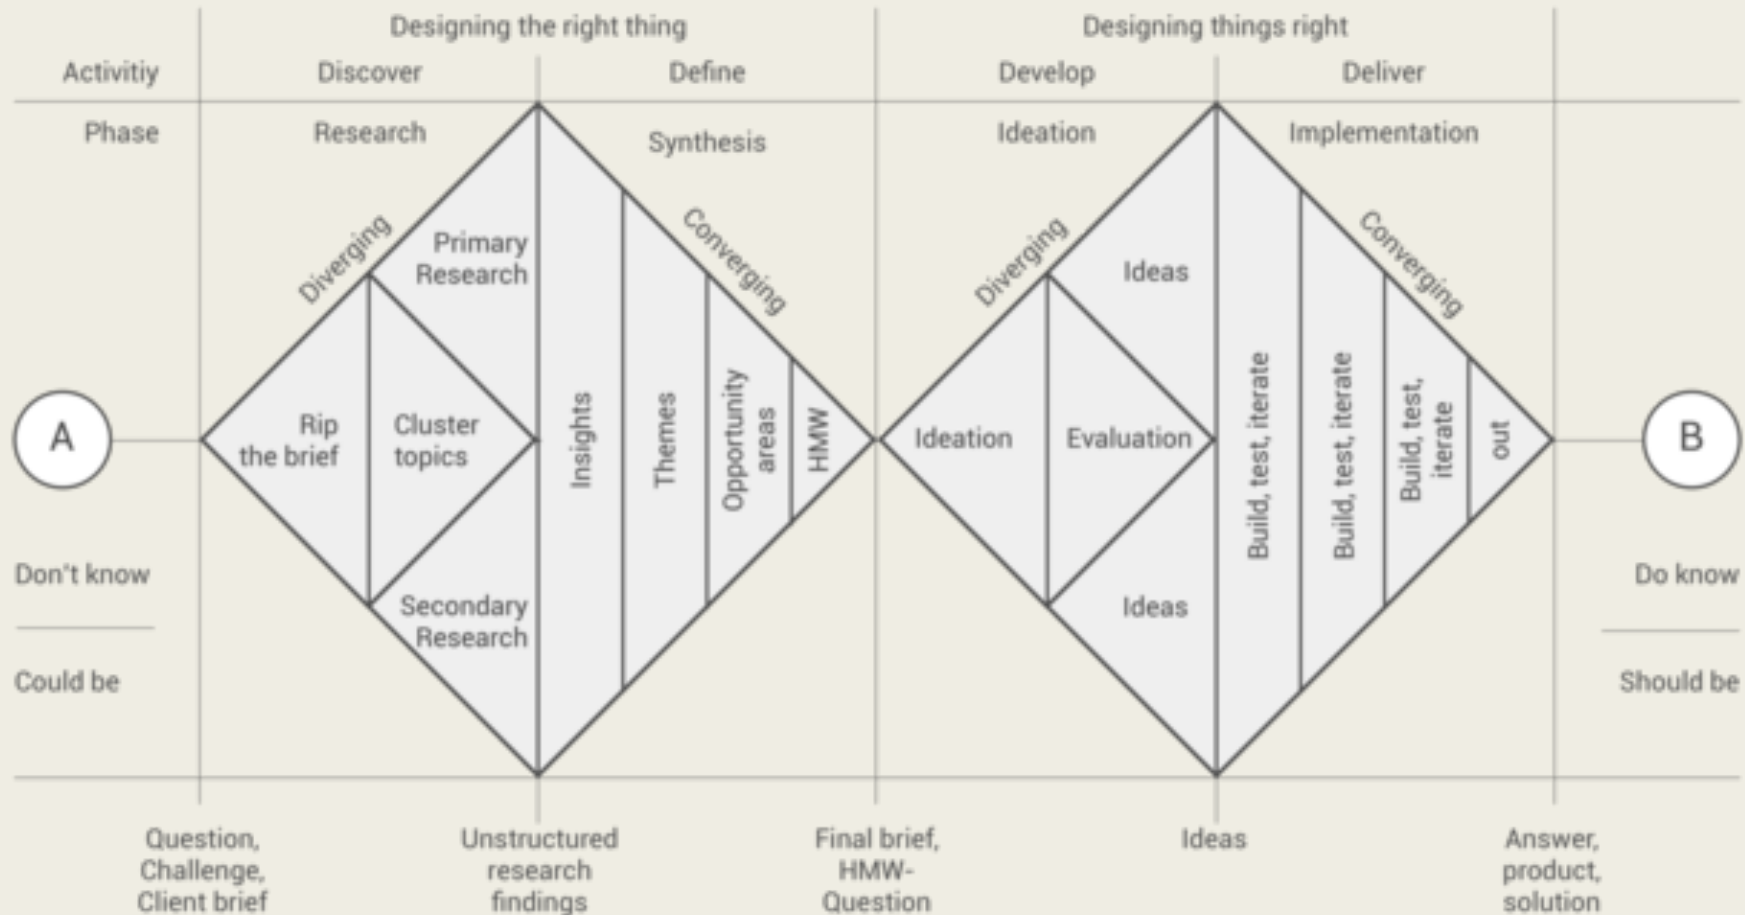 Designing the right thing
Designing things right
Activitiy
Discover
Define
Develop
Deliver
Phase
Research
Synthesis
Ideation
Implementation
Diverging
Converging
Diverging
Converging
A
Rip
the brief
Cluster
topics
Primary
Research
Secondary
Research
Insights
Themes
Opportunity
areas
HMW
Ideation
Evaluation
Ideas
Ideas
Build, test, iterate
Build, test, iterate
Build, test,
iterate
out
B
Don't know
Could be
Do know
Should be
Question,
Challenge,
Client brief
Unstructured
research
findings
Final brief,
HMW-
Question
Ideas
Answer,
product,
solution